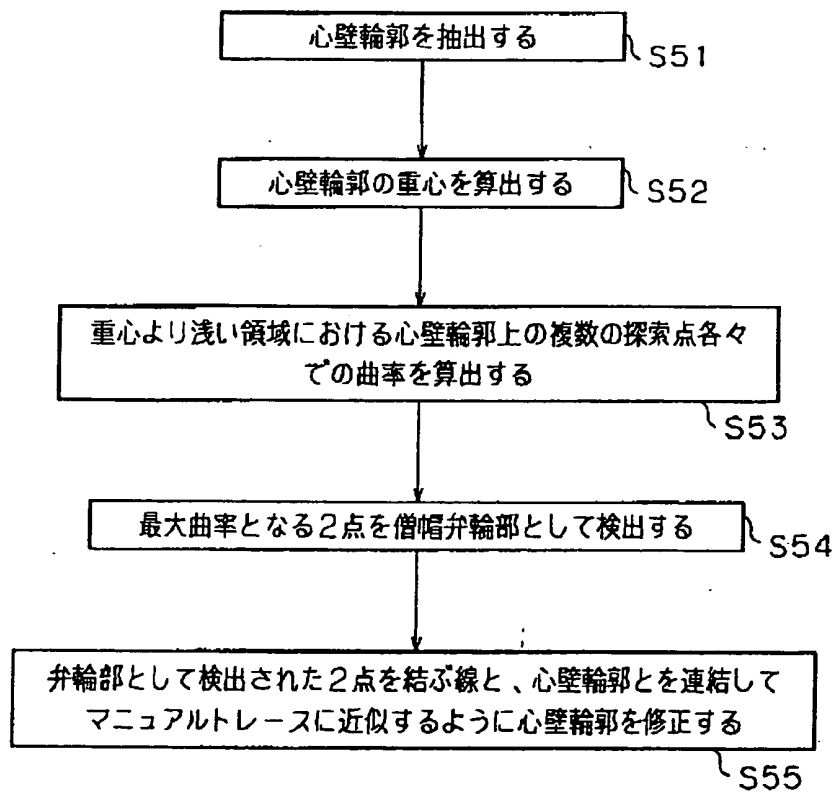 心壁輪郭を抽出する
S51
心壁輪郭の重心を算出する
S52
重心より浅い領域における心壁輪郭上の複数の探索点各々
での曲率を算出する
S53
最大曲率となる2点を僧帽弁輪部として検出する
S54
弁輪部として検出された2点を結ぶ線と、心壁輪郭とを連結して
マニュアルトレースに近似するように心壁輪郭を修正する
S55